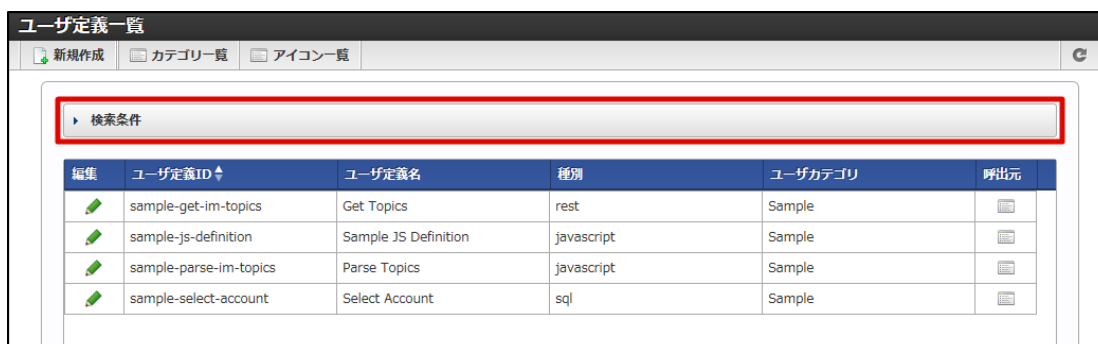 ユーザ定義一覧
新規作成 カテゴリ一覧 アイコン一覧
検索条件
編集 ユーザ定義ID ユーザ定義名 種別 ユーザカテゴリ 呼出元
sample-get-im-topics Get Topics rest Sample
sample-js-definition Sample JS Definition javascript Sample
sample-parse-im-topics Parse Topics javascript Sample
sample-select-account Select Account sql Sample